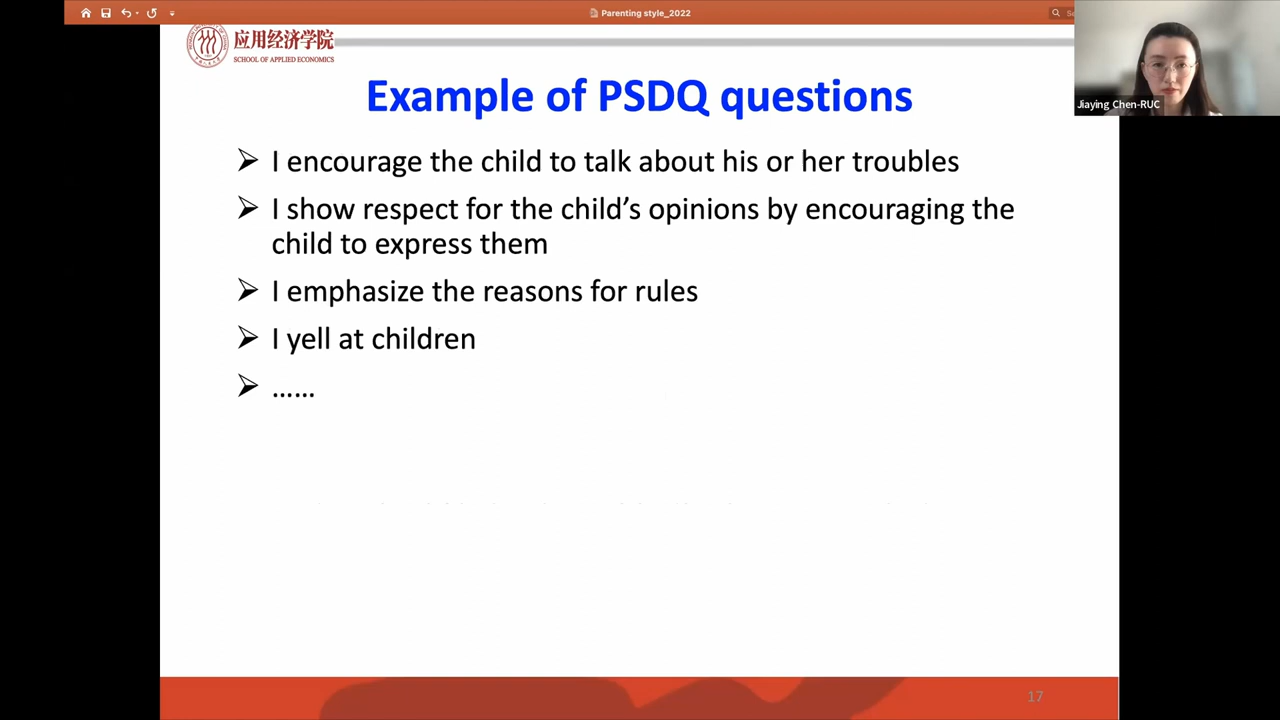 Parenting style_2022
应用经济学院
SCHOOL OF APPLIED ECONOMICS
Jiaying Chen-RUC
Example of PSDQ questions
➢ I encourage the child to talk about his or her troubles
➢ I show respect for the child’s opinions by encouraging the
child to express them
➢ I emphasize the reasons for rules
➢ I yell at children
➢ ……
17